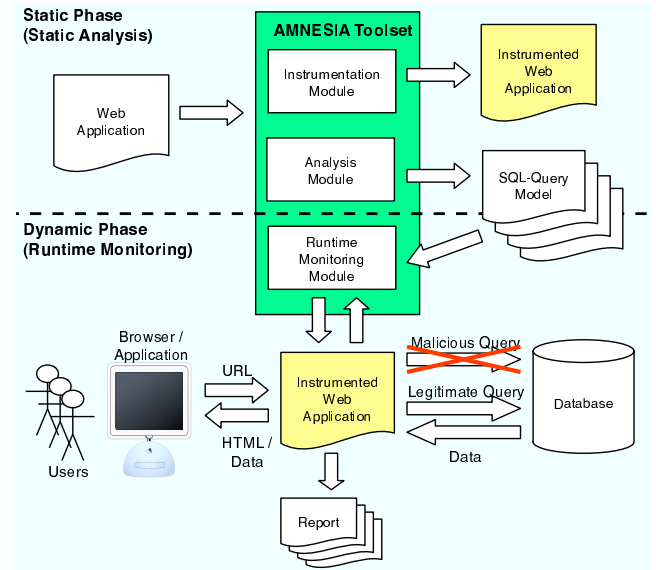 Static Phase
(Static Analysis)
AMNESIA Toolset
Instrumentation
Module
Instrumented
Web
Application
Web
Application
Analysis
Module
SQL-Query
Model
Dynamic Phase
(Runtime Monitoring)
Runtime
Monitoring
Module
Browser /
Application
URL
HTML /
Data
Users
Instrumented
Web
Application
Malicious Query
Legitimate Query
Data
Database
Report